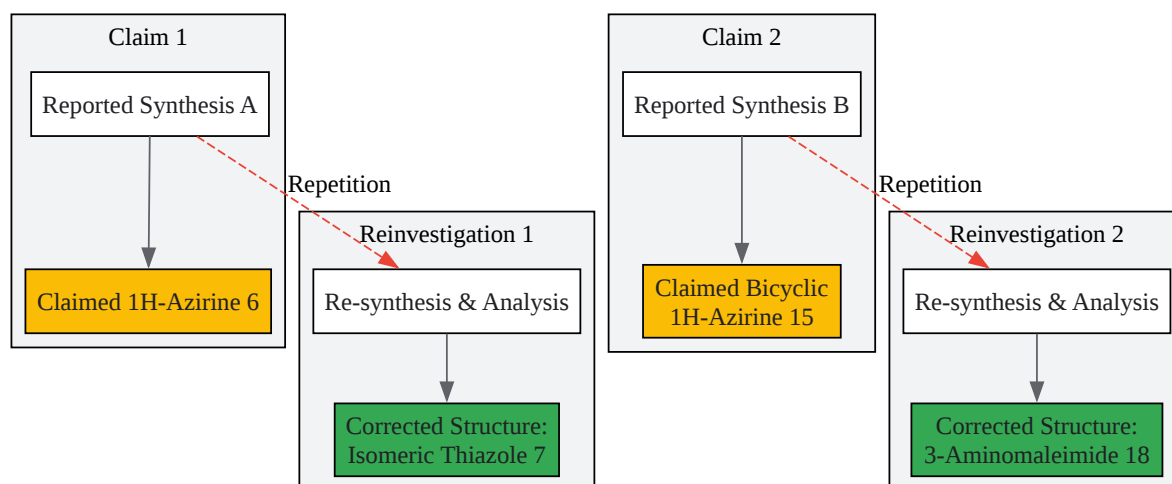 Claim 1
Reported Synthesis A
Repetition
Claimed 1H-Azirine 6
Reinvestigation 1
Re-synthesis & Analysis
Corrected Structure:
Isomeric Thiazole 7
Claim 2
Reported Synthesis B
Repetition
Claimed Bicyclic
1H-Azirine 15
Reinvestigation 2
Re-synthesis & Analysis
Corrected Structure:
3-Aminomaleimide 18